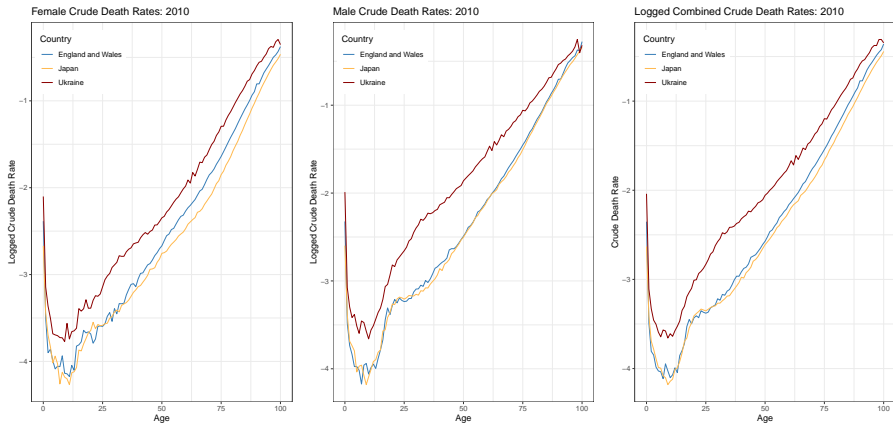 Female Crude Death Rates: 2010
Country
England and Wales
Japan
Ukraine
Logged Crude Death Rate
−1
−2
−3
−4
0
25
50
75
100
Age
Male Crude Death Rates: 2010
Country
England and Wales
Japan
Ukraine
Logged Crude Death Rate
−1
−2
−3
−4
0
25
50
75
100
Age
Logged Combined Crude Death Rates: 2010
Country
England and Wales
Japan
Ukraine
Crude Death Rate
−1
−2
−3
−4
0
25
50
75
100
Age